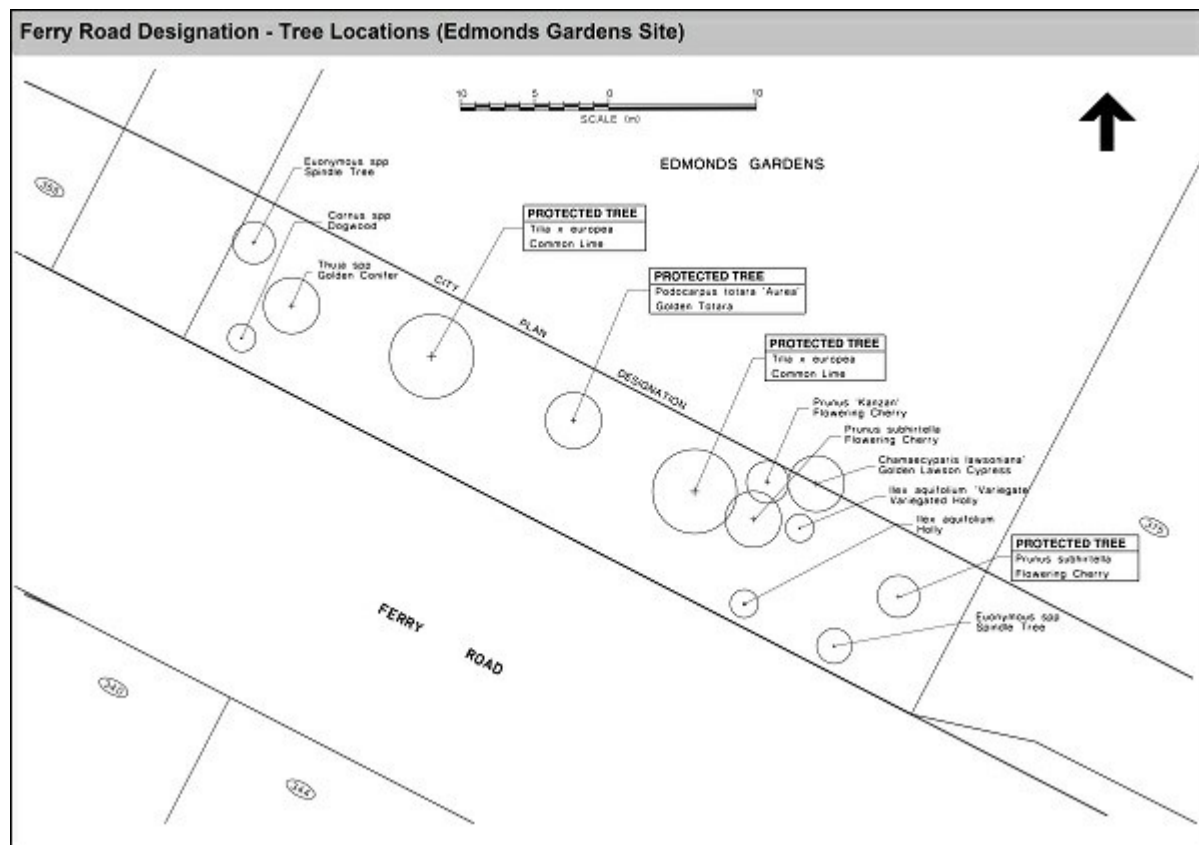 Ferry Road Designation - Tree Locations (Edmonds Gardens Site)
10 5 0 10
SCALE (m)
EDMONDS GARDENS
Euonymous spp
Spindle Tree
Cornus spp
Dogwood
Thuja spp
Golden Conifer
PROTECTED TREE
Tilia x europea
Common Lime
PROTECTED TREE
Podocarpus totara 'Aurea'
Golden Totara
PROTECTED TREE
Tilia x europea
Common Lime
Prunus 'Kanzan'
Flowering Cherry
Prunus subhirtella
Flowering Cherry
Chamaecyparis lawsoniana'
Golden Lawson Cypress
Ilex aquifolium 'Variegate'
Variegated Holly
Ilex aquifolium
Holly
PROTECTED TREE
Prunus subhirtella
Flowering Cherry
Euonymous spp
Spindle Tree
CITY PLAN DESIGNATION
FERRY ROAD
340
344
375